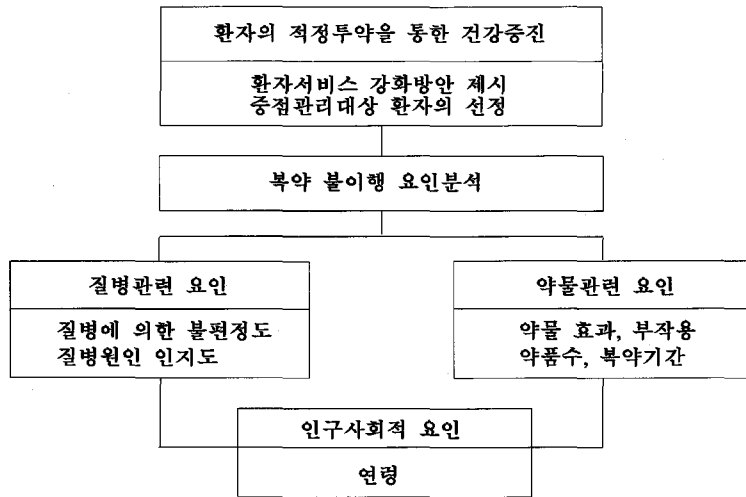 환자의 적정투약을 통한 건강증진
환자서비스 강화방안 제시
중점관리대상 환자의 선정
복약 불이행 요인분석
질병관련 요인
질병에 의한 불편정도
질병원인 인지도
약물관련 요인
약물 효과, 부작용
약품수, 복약기간
인구사회적 요인
연령